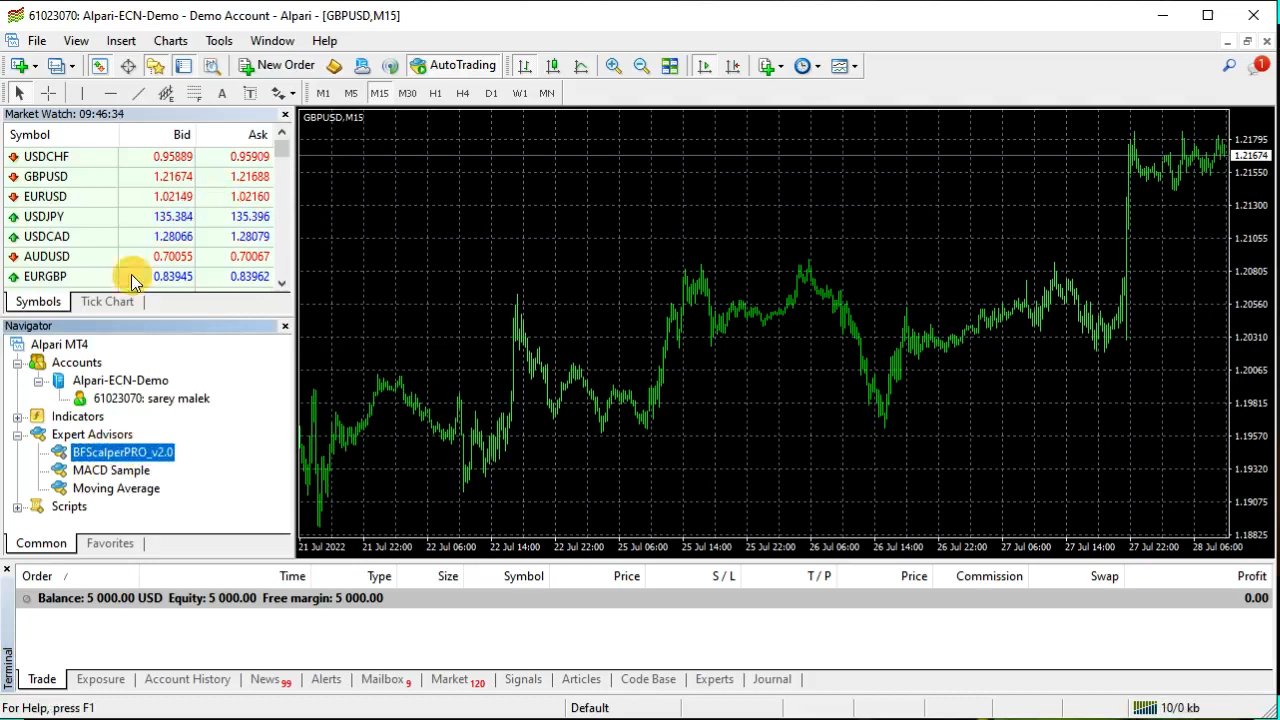 61023070: Alpari-ECN-Demo - Demo Account - Alpari - [GBPUSD,M15]
File View Insert Charts Tools Window Help
New Order AutoTrading 1
A T M1 M5 M15 M30 H1 H4 D1 W1 MN
Market Watch: 09:46:34
Symbol Bid Ask
USDCHF 0.95889 0.95909
GBPUSD 1.21674 1.21688
EURUSD 1.02149 1.02160
USDJPY 135.384 135.396
USDCAD 1.28066 1.28079
AUDUSD 0.70055 0.70067
EURGBP 0.83945 0.83962
Symbols Tick Chart
Navigator
Alpari MT4
Accounts
Alpari-ECN-Demo
61023070: sarey malek
Indicators
Expert Advisors
BFScalperPRO_v2.0
MACD Sample
Moving Average
Scripts
Common Favorites
GBPUSD,M15
1.21795
1.21674
1.21550
1.21300
1.21055
1.20805
1.20560
1.20310
1.20065
1.19815
1.19570
1.19320
1.19075
1.18825
21 Jul 2022 21 Jul 22:00 22 Jul 06:00 22 Jul 14:00 22 Jul 22:00 25 Jul 06:00 25 Jul 14:00 25 Jul 22:00 26 Jul 06:00 26 Jul 14:00 26 Jul 22:00 27 Jul 06:00 27 Jul 14:00 27 Jul 22:00 28 Jul 06:00
Order / Time Type Size Symbol Price S / L T / P Price Commission Swap Profit
Balance: 5 000.00 USD Equity: 5 000.00 Free margin: 5 000.00 0.00
Terminal
Trade Exposure Account History News 99 Alerts Mailbox 9 Market 120 Signals Articles Code Base Experts Journal
For Help, press F1 Default 10/0 kb